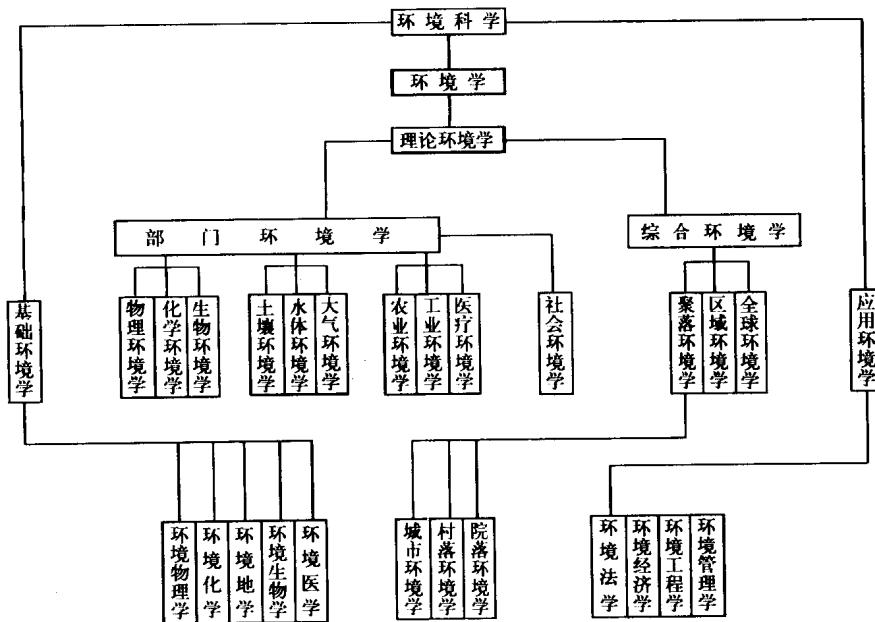 环境科学
环境学
理论环境学
部门环境学
综合环境学
基础环境学
物理环境学
化学环境学
生物环境学
土壤环境学
水体环境学
大气环境学
农业环境学
工业环境学
医疗环境学
社会环境学
聚落环境学
区域环境学
全球环境学
应用环境学
环境物理学
环境化学
环境地学
环境生物学
环境医学
城市环境学
村落环境学
院落环境学
环境法学
环境经济学
环境工程学
环境管理学